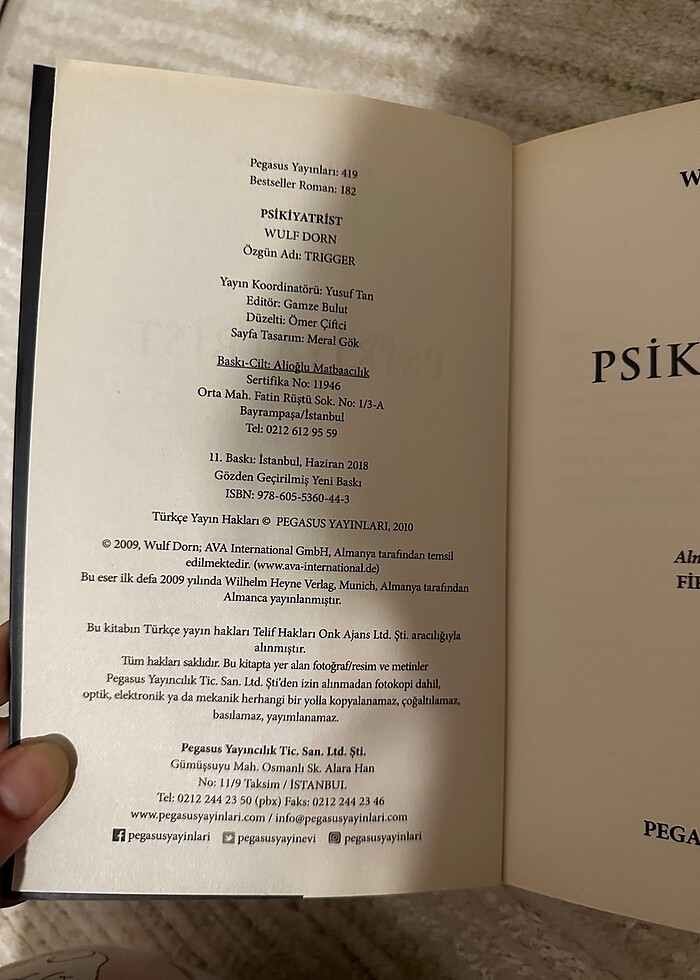 Pegasus Yayınları: 419
Bestseller Roman: 182
PSİKİYATRİST
WULF DORN
Özgün Adı: TRIGGER
Yayın Koordinatörü: Yusuf Tan
Editör: Gamze Bulut
Düzelti: Ömer Çiftci
Sayfa Tasarım: Meral Gök
Baskı-Cilt: Alioğlu Matbaacılık
Sertifika No: 11946
Orta Mah. Fatin Rüştü Sok. No: 1/3-A
Bayrampaşa/İstanbul
Tel: 0212 612 95 59
11. Baskı: İstanbul, Haziran 2018
Gözden Geçirilmiş Yeni Baskı
ISBN: 978-605-5360-44-3
Türkçe Yayın Hakları © PEGASUS YAYINLARI, 2010
© 2009, Wulf Dorn; AVA International GmbH, Almanya tarafından temsil
edilmektedir. (www.ava-international.de)
Bu eser ilk defa 2009 yılında Wilhelm Heyne Verlag, Munich, Almanya tarafından
Almanca yayınlanmıştır.
Bu kitabın Türkçe yayın hakları Telif Hakları Onk Ajans Ltd. Şti. aracılığıyla
alınmıştır.
Tüm hakları saklıdır. Bu kitapta yer alan fotoğraf/resim ve metinler
Pegasus Yayıncılık Tic. San. Ltd. Şti'den izin alınmadan fotokopi dahil,
optik, elektronik ya da mekanik herhangi bir yolla kopyalanamaz, çoğaltılamaz,
basılamaz, yayımlanamaz.
Pegasus Yayıncılık Tic. San. Ltd. Şti.
Gümüşsuyu Mah. Osmanlı Sk. Alara Han
No: 11/9 Taksim / İSTANBUL
Tel: 0212 244 23 50 (pbx) Faks: 0212 244 23 46
www.pegasusyayinlari.com / info@pegasusyayinlari.com
pegasusyayinlari pegasusyayinevi pegasusyayinlari
W
PSİK
Alm
Fİ
PEGA